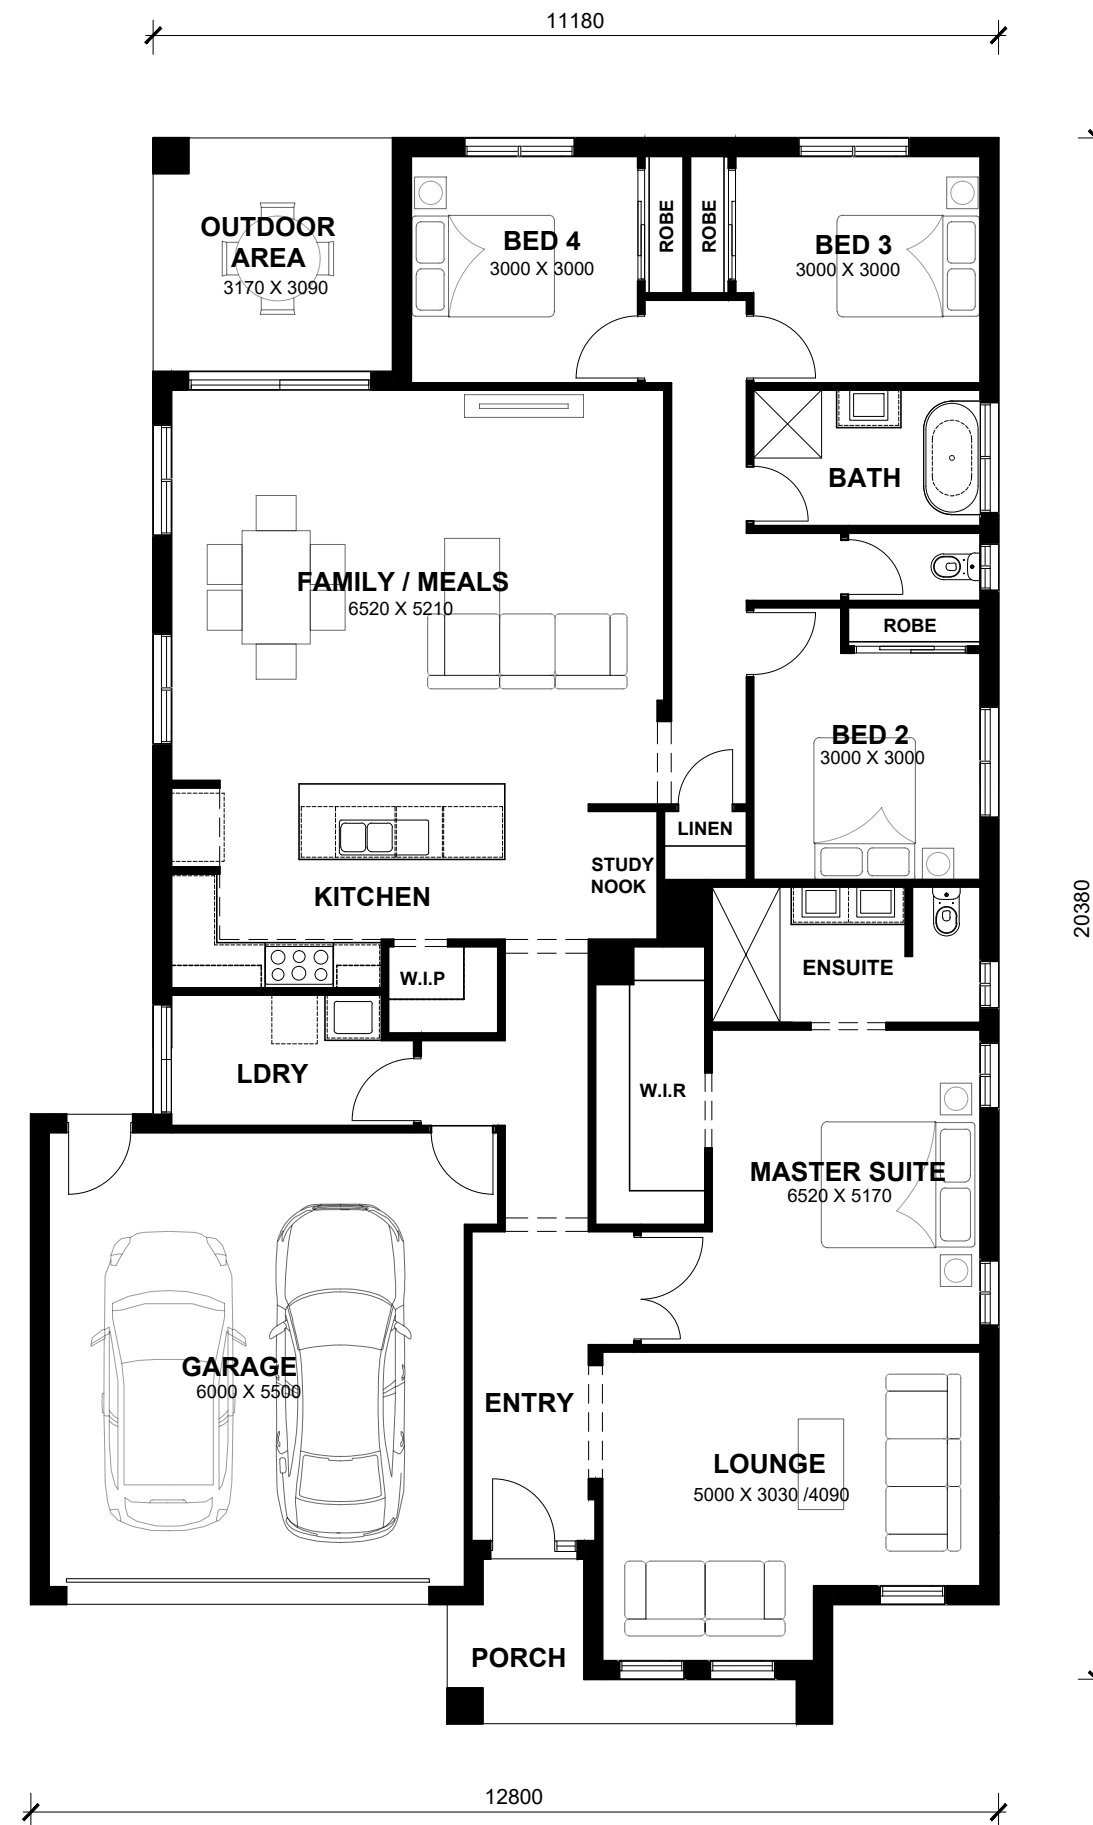 11180
OUTDOOR
AREA
3170 X 3090
BED 4
3000 X 3000
ROBE
ROBE
BED 3
3000 X 3000
BATH
FAMILY / MEALS
6520 X 5210
ROBE
BED 2
3000 X 3000
LINEN
STUDY
NOOK
KITCHEN
20380
W.I.P
ENSUITE
LDRY
W.I.R
MASTER SUITE
6520 X 5170
GARAGE
6000 X 5500
ENTRY
LOUNGE
5000 X 3030 /4090
PORCH
12800